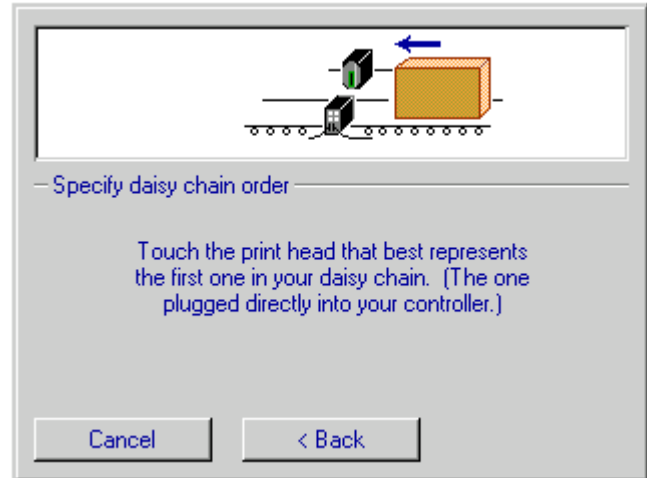 Specify daisy chain order
Touch the print head that best represents
the first one in your daisy chain.  (The one
plugged directly into your controller.)
Cancel
< Back